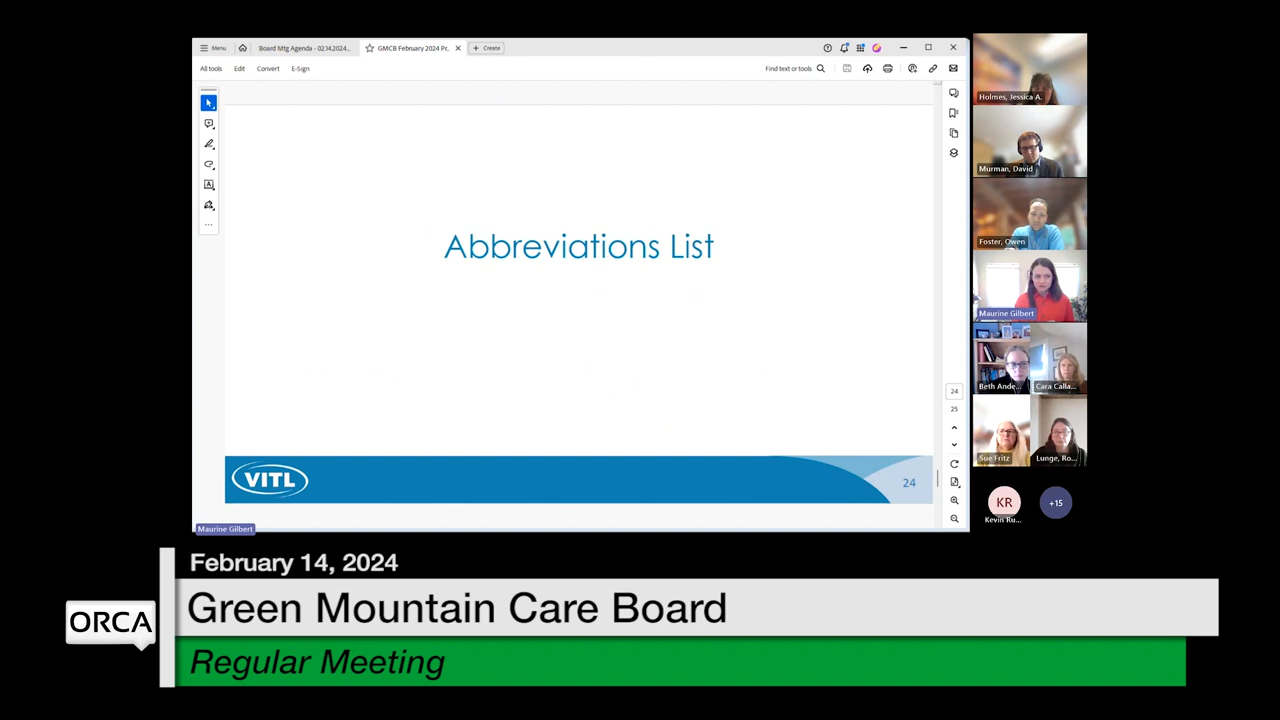 Menu
Board Mtg Agenda - 02.14.2024...
GMCB February 2024 Pr...
Create
All tools
Edit
Convert
E-Sign
Find text or tools
Abbreviations List
VITL
24
24
25
Maurine Gilbert
Holmes, Jessica A.
Murman, David
Foster, Owen
Maurine Gilbert
Beth Ande...
Cara Calla...
Sue Fritz
Lunge, Ro...
KR
Kevin Ru...
+15
February 14, 2024
ORCA
Green Mountain Care Board
Regular Meeting